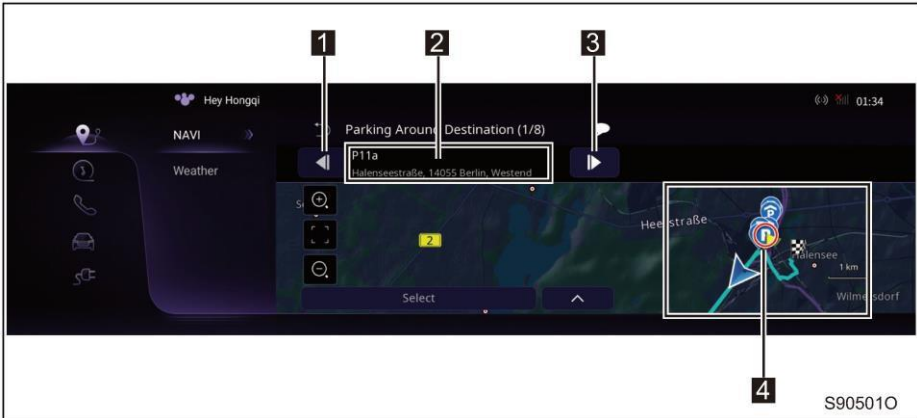 1
2
3
Hey Hongqi
01:34
NAVI
Parking Around Destination (1/8)
P11a
Weather
Halenseestraße, 14055 Berlin, Westend
Heerstraße
2
Halensee
1 km
Select
Wilmersdorf
4
S90501O